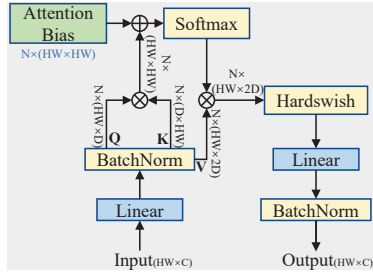 Attention
Bias
N×(HW×HW)
Softmax
N×
(HW×HW)
N×(HW×D)
N×(D×HW)
Q
K
V
BatchNorm
Linear
Input(HW×C)
N×
(HW×2D)
N×(HW×2D)
Hardswish
Linear
BatchNorm
Output(HW×C)